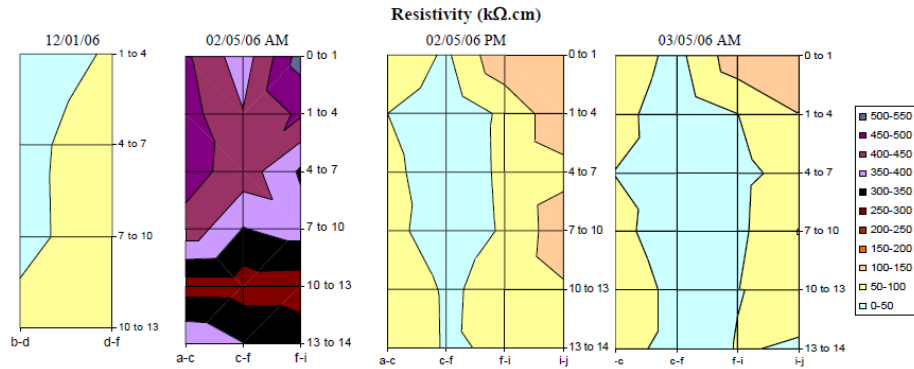 Resistivity (kΩ.cm)
12/01/06
02/05/06 AM
02/05/06 PM
03/05/06 AM
1 to 4
4 to 7
7 to 10
10 to 13
b-d
d-f
0 to 1
1 to 4
4 to 7
7 to 10
10 to 13
13 to 14
a-c
c-f
f-i
0 to 1
1 to 4
4 to 7
7 to 10
10 to 13
13 to 14
a-c
c-f
f-i
i-j
0 to 1
1 to 4
4 to 7
7 to 10
10 to 13
13 to 14
-c
c-f
f-i
i-j
500-550
450-500
400-450
350-400
300-350
250-300
200-250
150-200
100-150
50-100
0-50